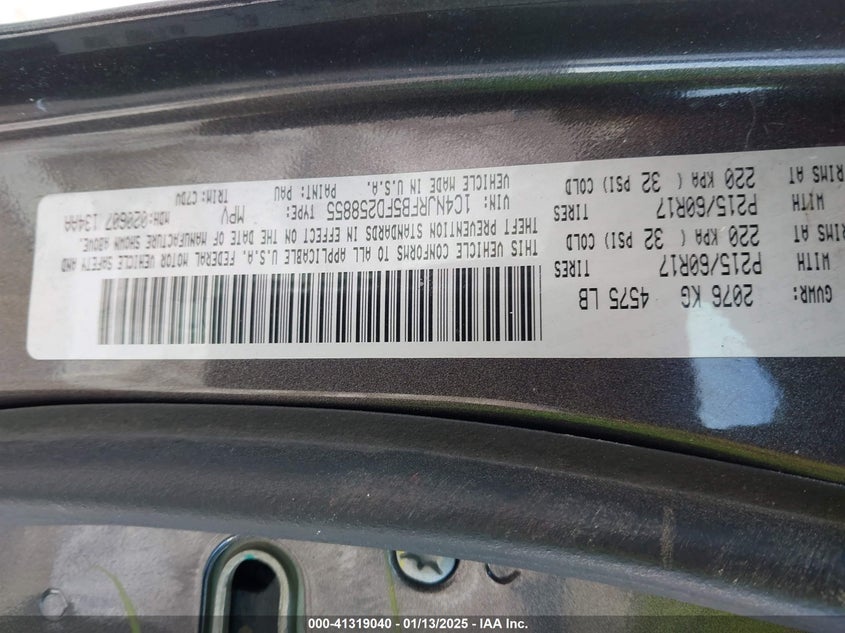 GVWR: 2076 KG 4575 LB
WITH P215/60R17 TIRES
RIMS AT 220 KPA ( 32 PSI) COLD
WITH P215/60R17 TIRES
RIMS AT 220 KPA ( 32 PSI) COLD
THIS VEHICLE CONFORMS TO ALL APPLICABLE U.S.A. FEDERAL MOTOR VEHICLE SAFETY AND
THEFT PREVENTION STANDARDS IN EFFECT ON THE DATE OF MANUFACTURE SHOWN ABOVE.
VIN: 1C4NJRFB5FD258855 TYPE: MPV MDH:020607 134AA
VEHICLE MADE IN U.S.A. PAINT: PAU TRIM: C7DV
000-41319040 - 01/13/2025 - IAA Inc.